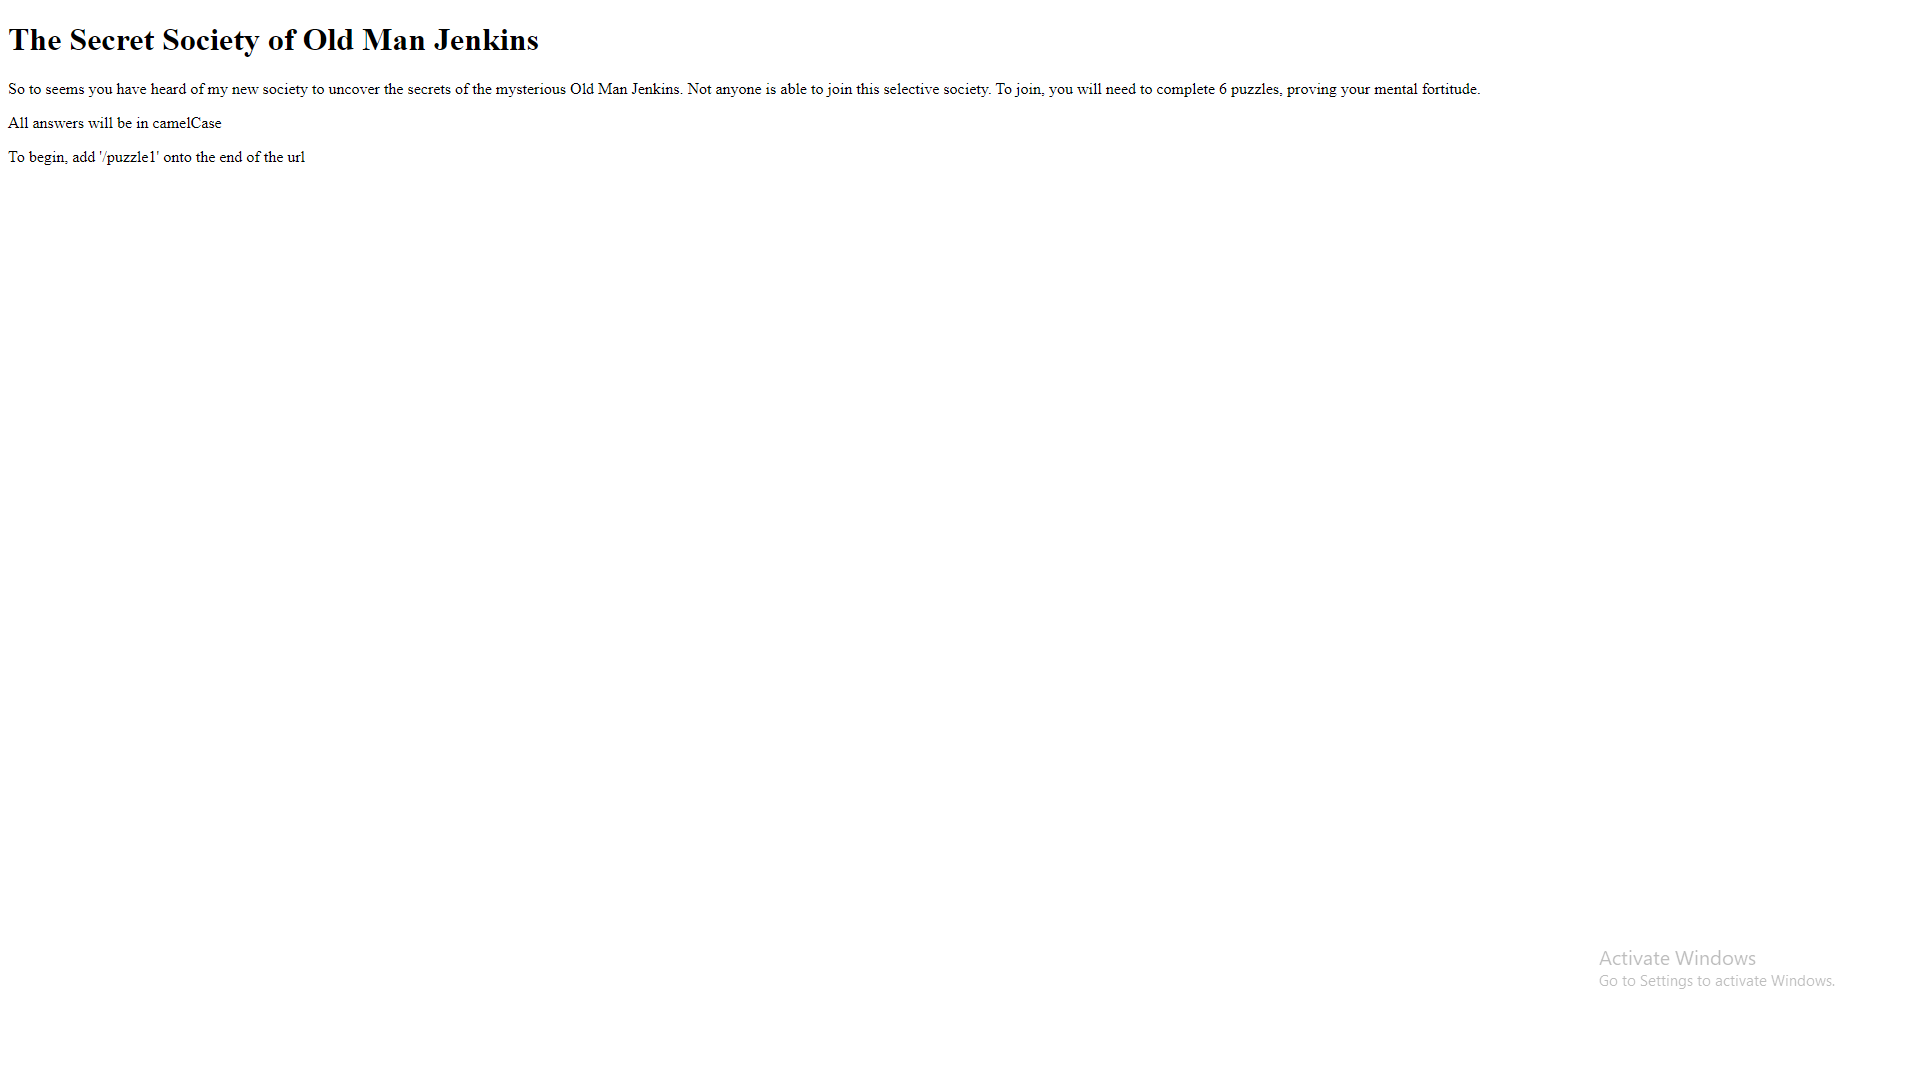 The Secret Society of Old Man Jenkins
So to seems you have heard of my new society to uncover the secrets of the mysterious Old Man Jenkins. Not anyone is able to join this selective society. To join, you will need to complete 6 puzzles, proving your mental fortitude.
All answers will be in camelCase
To begin, add '/puzzle1' onto the end of the url
Activate Windows
Go to Settings to activate Windows.